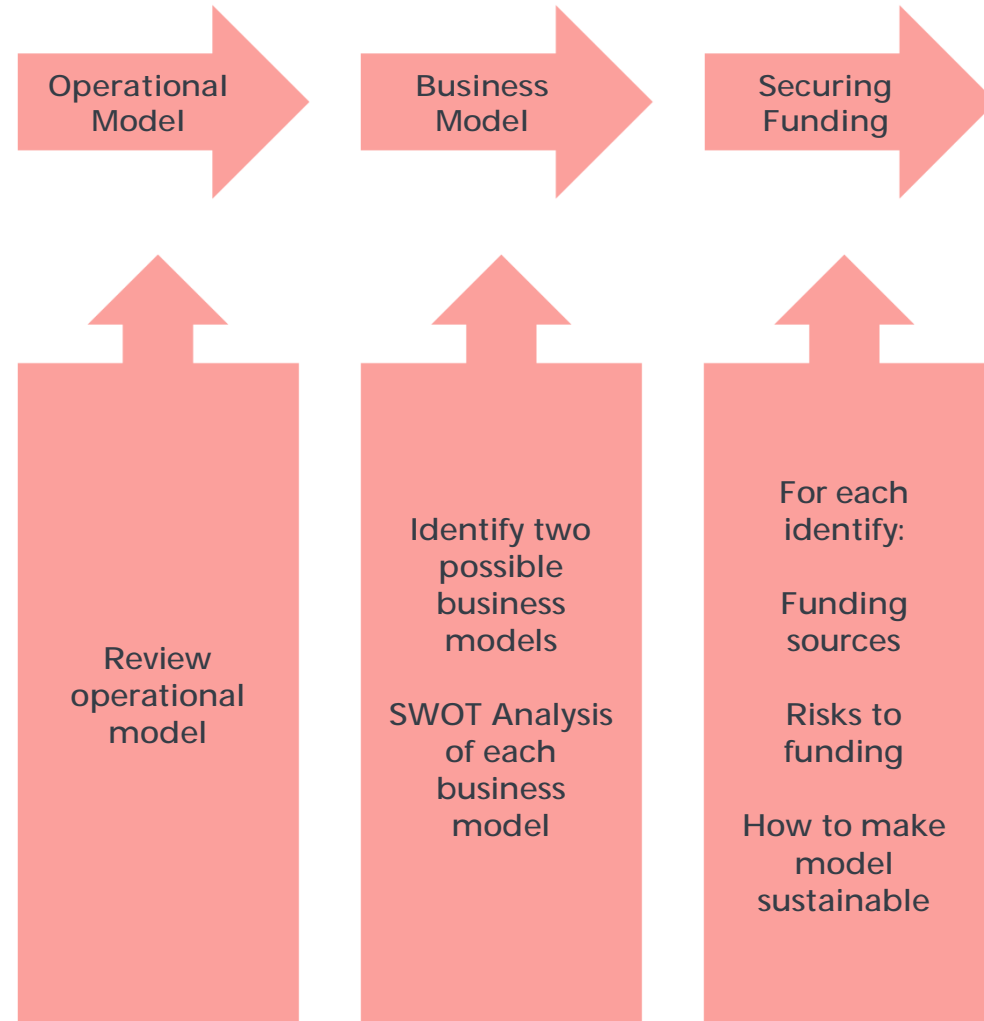 Operational
Model
Business
Model
Securing
Funding
Review
operational
model
Identify two
possible
business
models
SWOT Analysis
of each
business
model
For each
identify:
Funding
sources
Risks to
funding
How to make
model
sustainable